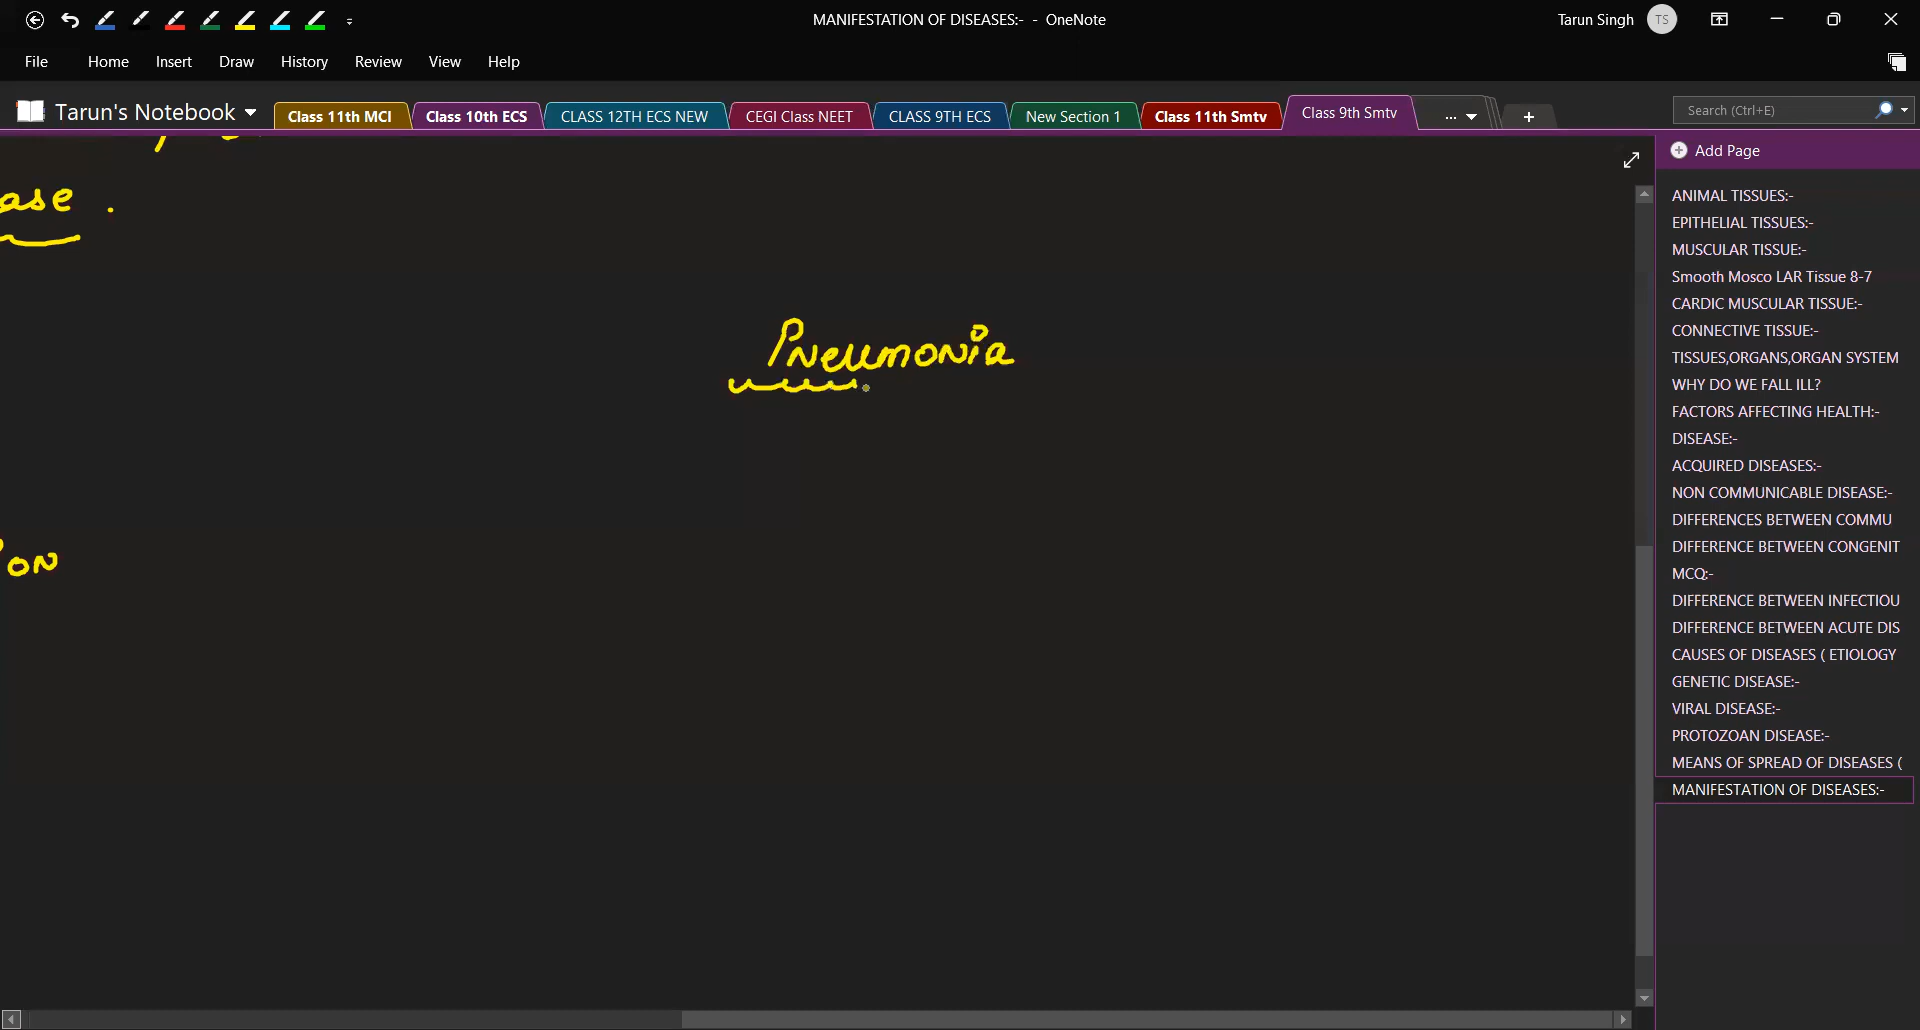 MANIFESTATION OF DISEASES:- - OneNote
Tarun Singh TS
File Home Insert Draw History Review View Help
Tarun's Notebook Class 11th MCI Class 10th ECS CLASS 12TH ECS NEW CEGI Class NEET CLASS 9TH ECS New Section 1 Class 11th Smtv Class 9th Smtv ... + Search (Ctrl+E)
Add Page
ase .
Pneumonia
on
ANIMAL TISSUES:-
EPITHELIAL TISSUES:-
MUSCULAR TISSUE:-
Smooth Mosco LAR Tissue 8-7
CARDIC MUSCULAR TISSUE:-
CONNECTIVE TISSUE:-
TISSUES,ORGANS,ORGAN SYSTEM
WHY DO WE FALL ILL?
FACTORS AFFECTING HEALTH:-
DISEASE:-
ACQUIRED DISEASES:-
NON COMMUNICABLE DISEASE:-
DIFFERENCES BETWEEN COMMU
DIFFERENCE BETWEEN CONGENIT
MCQ:-
DIFFERENCE BETWEEN INFECTIOU
DIFFERENCE BETWEEN ACUTE DIS
CAUSES OF DISEASES ( ETIOLOGY
GENETIC DISEASE:-
VIRAL DISEASE:-
PROTOZOAN DISEASE:-
MEANS OF SPREAD OF DISEASES (
MANIFESTATION OF DISEASES:-